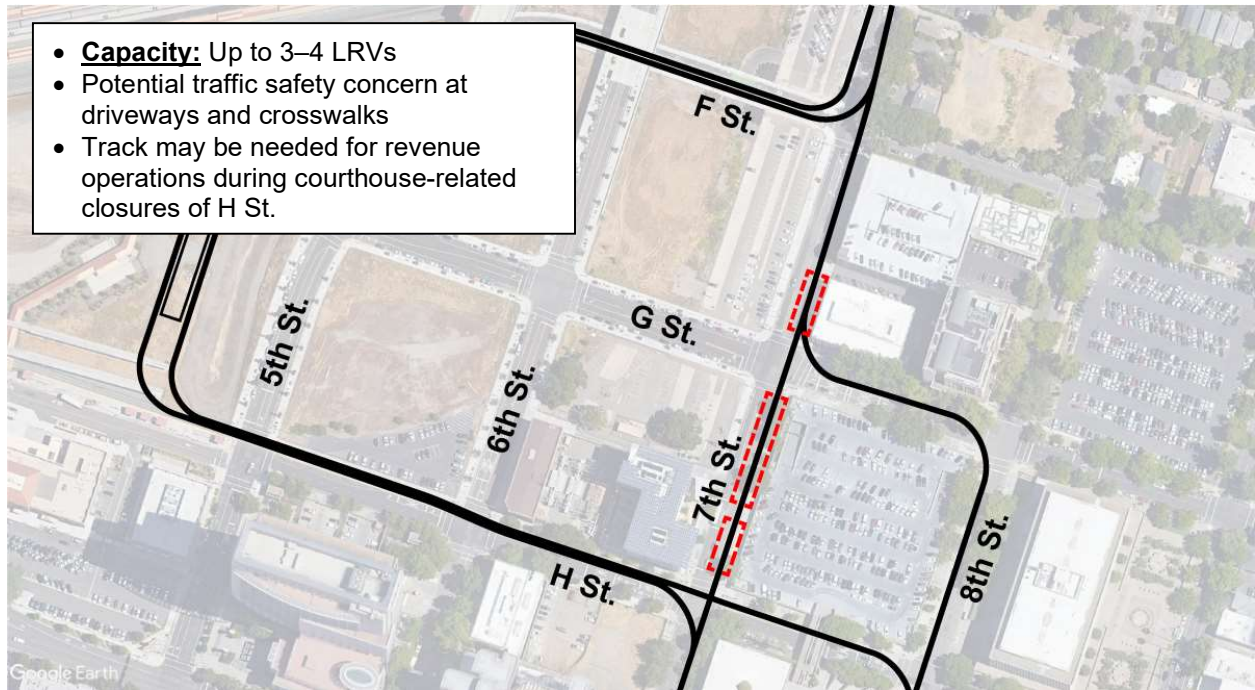 • Capacity: Up to 3–4 LRVs
• Potential traffic safety concern at
driveways and crosswalks
• Track may be needed for revenue
operations during courthouse-related
closures of H St.
F St.
G St.
5th St.
6th St.
7th St.
H St.
8th St.
Google Earth